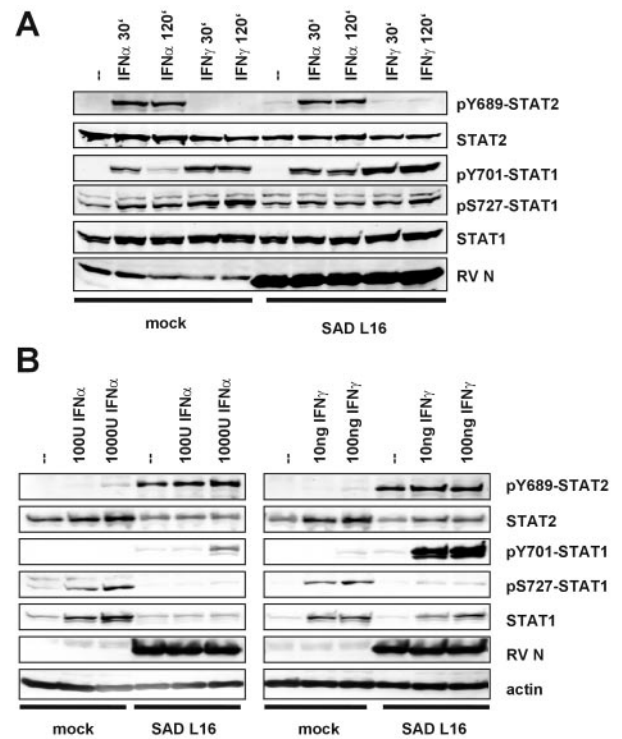 A
--
IFNα 30‘
IFNα 120‘
IFNγ 30‘
IFNγ 120‘
--
IFNα 30‘
IFNα 120‘
IFNγ 30‘
IFNγ 120‘
pY689-STAT2
STAT2
pY701-STAT1
pS727-STAT1
STAT1
RV N
mock
SAD L16
B
--
100U IFNα
1000U IFNα
--
100U IFNα
1000U IFNα
--
10ng IFNγ
100ng IFNγ
--
10ng IFNγ
100ng IFNγ
pY689-STAT2
STAT2
pY701-STAT1
pS727-STAT1
STAT1
RV N
actin
mock
SAD L16
mock
SAD L16